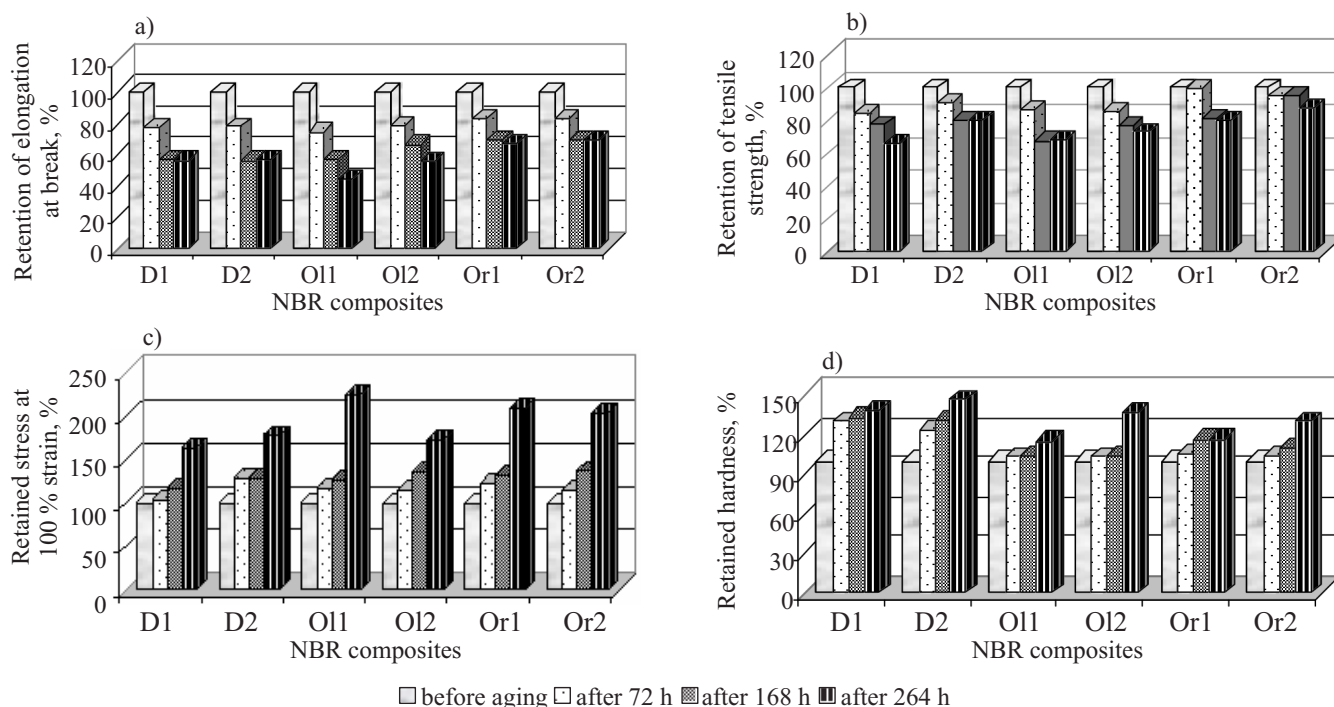 a)
Retention of elongation
at break, %
120
100
80
60
40
20
0
D1 D2 Ol1 Ol2 Or1 Or2
NBR composites
b)
Retention of tensile
strength, %
120
100
80
60
40
20
0
D1 D2 Ol1 Ol2 Or1 Or2
NBR composites
c)
Retained stress at
100 % strain, %
250
200
150
100
50
0
D1 D2 Ol1 Ol2 Or1 Or2
NBR composites
d)
Retained hardness, %
150
120
90
60
30
0
D1 D2 Ol1 Ol2 Or1 Or2
NBR composites
before aging after 72 h after 168 h after 264 h